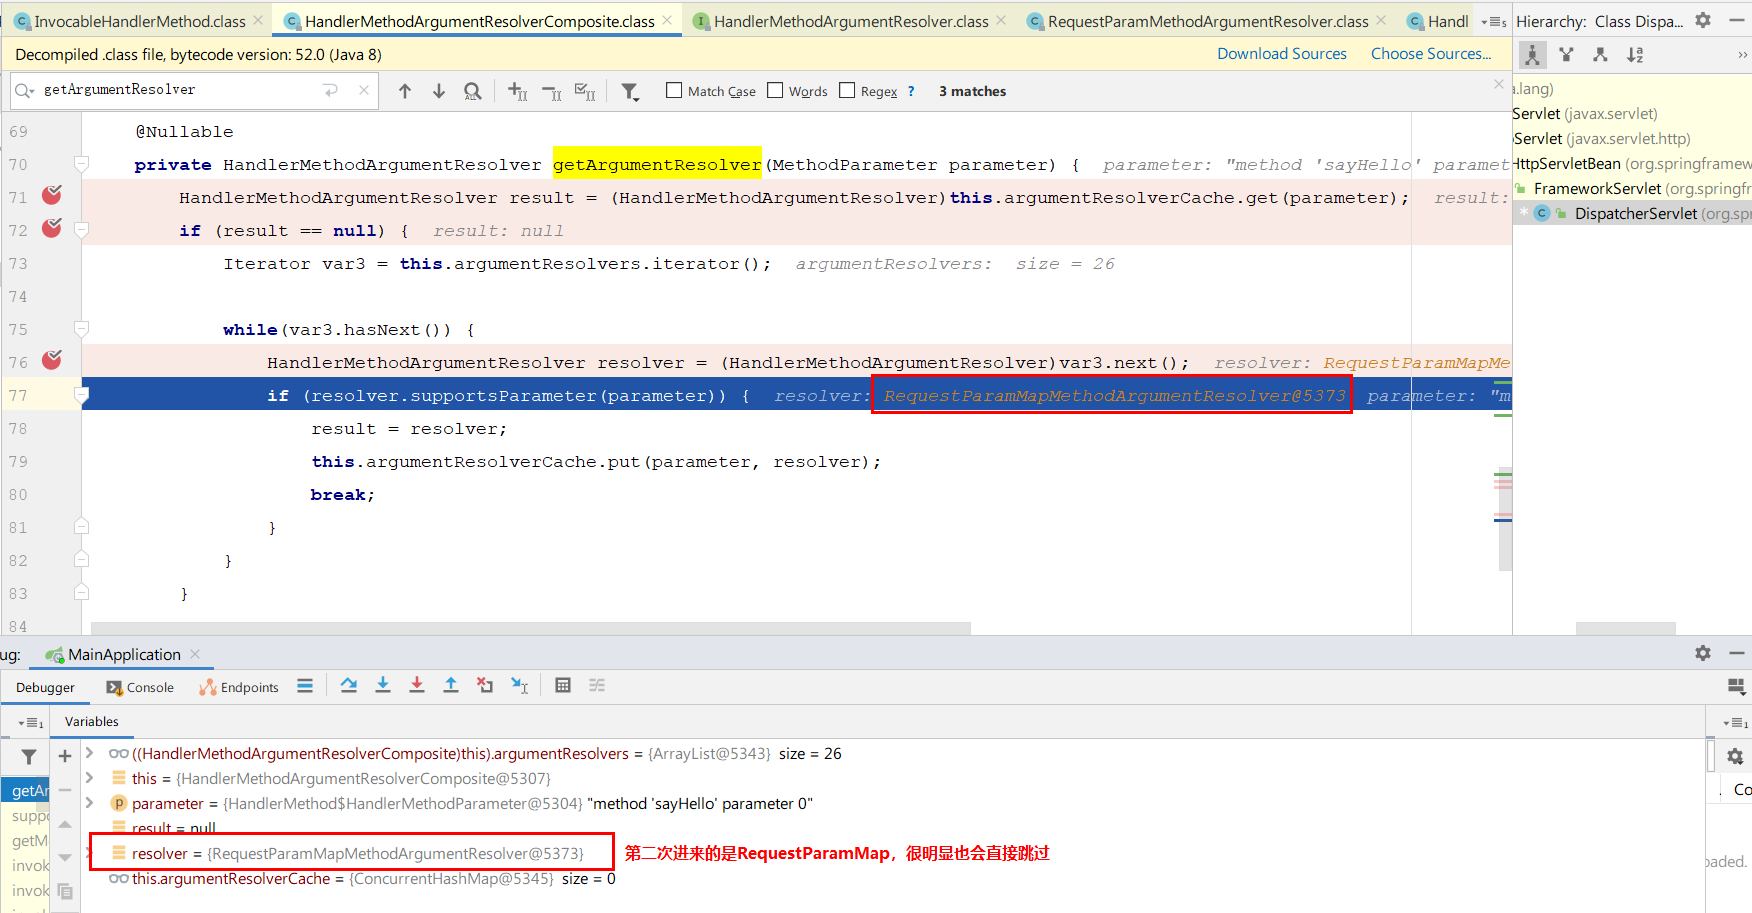 InvocableHandlerMethod.class
HandlerMethodArgumentResolverComposite.class
HandlerMethodArgumentResolver.class
RequestParamMethodArgumentResolver.class
Handl
5
Hierarchy: Class Dispa...
Decompiled .class file, bytecode version: 52.0 (Java 8)
Download Sources
Choose Sources...
getArgumentResolver
Match Case
Words
Regex
?
3 matches
a.lang)
Servlet (javax.servlet)
Servlet (javax.servlet.http)
HttpServletBean (org.springframew
FrameworkServlet (org.springfr
* DispatcherServlet (org.sp
69 @Nullable
70 private HandlerMethodArgumentResolver getArgumentResolver(MethodParameter parameter) { parameter: "method 'sayHello' paramet
71 HandlerMethodArgumentResolver result = (HandlerMethodArgumentResolver)this.argumentResolverCache.get(parameter); result:
72 if (result == null) { result: null
73 Iterator var3 = this.argumentResolvers.iterator(); argumentResolvers: size = 26
74
75 while(var3.hasNext()) {
76 HandlerMethodArgumentResolver resolver = (HandlerMethodArgumentResolver)var3.next(); resolver: RequestParamMapMe
77 if (resolver.supportsParameter(parameter)) { resolver: RequestParamMapMethodArgumentResolver@5373 parameter: "m
78 result = resolver;
79 this.argumentResolverCache.put(parameter, resolver);
80 break;
81 }
82 }
83 }
84
ug: MainApplication
Debugger
Console
Endpoints
Variables
((HandlerMethodArgumentResolverComposite)this).argumentResolvers = {ArrayList@5343} size = 26
this = {HandlerMethodArgumentResolverComposite@5307}
parameter = {HandlerMethod$HandlerMethodParameter@5304} "method 'sayHello' parameter 0"
result = null
resolver = {RequestParamMapMethodArgumentResolver@5373}
第二次进来的是RequestParamMap，很明显也会直接跳过
this.argumentResolverCache = {ConcurrentHashMap@5345} size = 0
getAr
suppo
getM
invok
invok
Co
oaded.